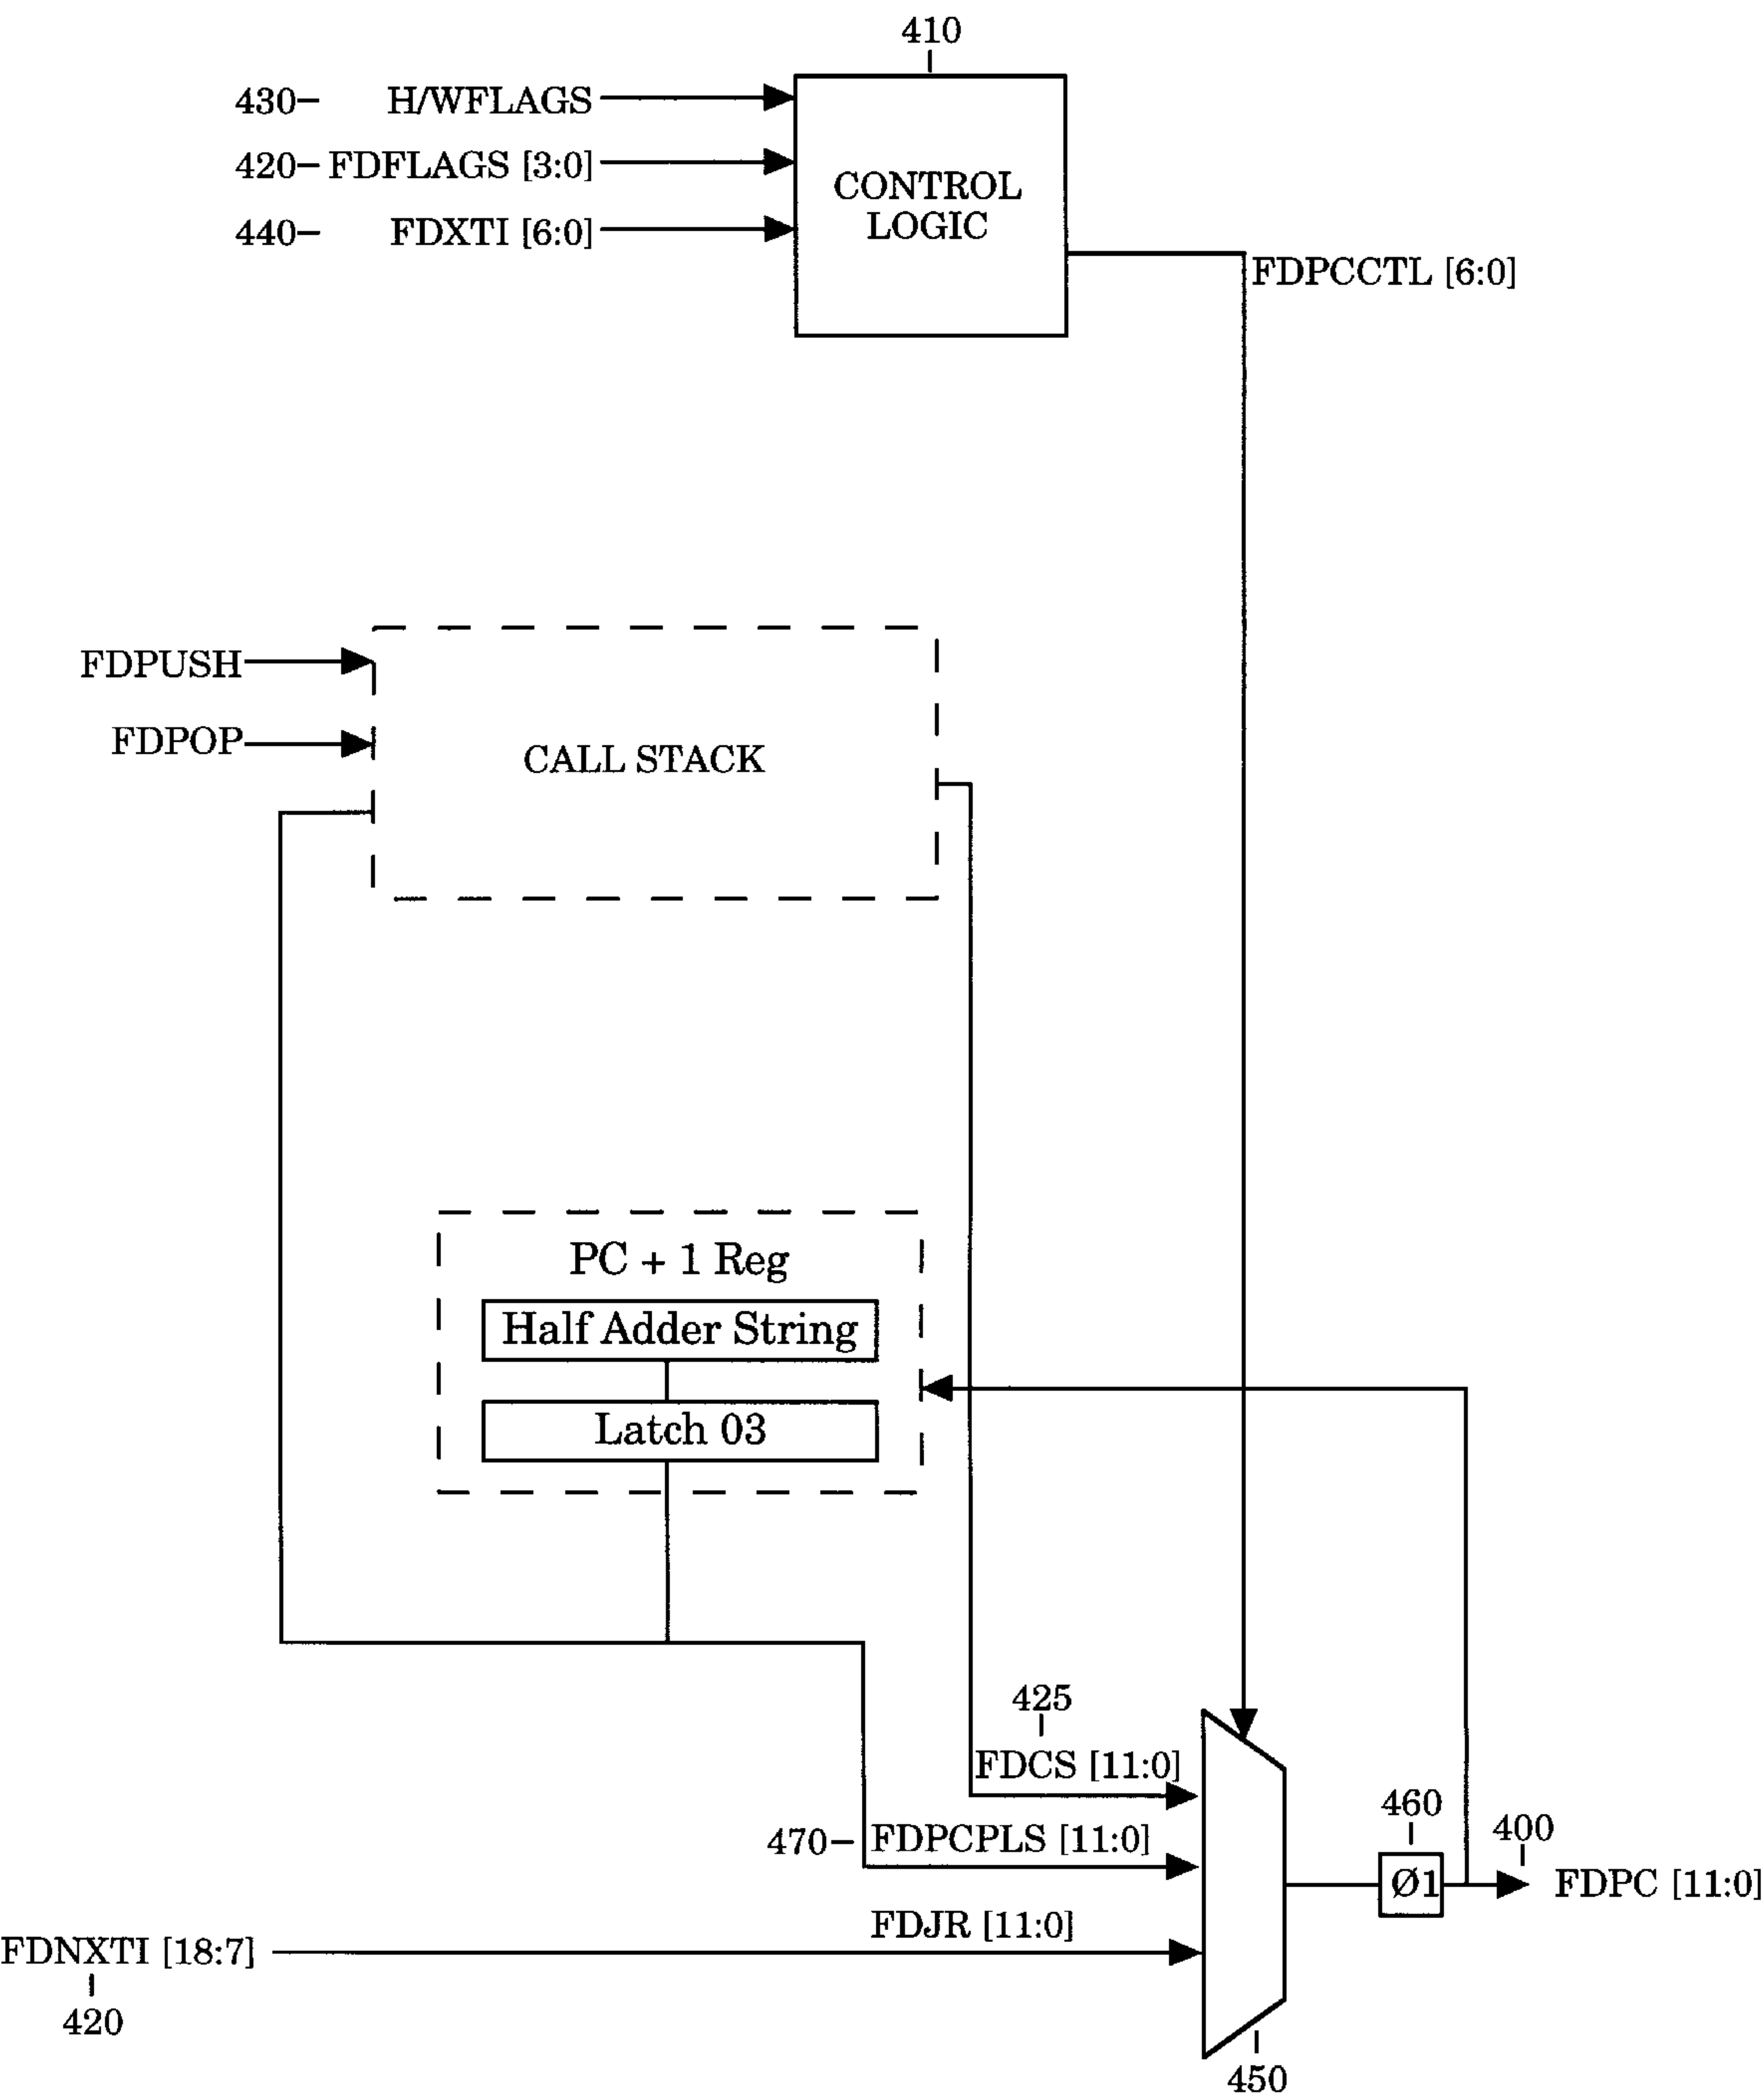 410
430– H/WFLAGS
420– FDFLAGS [3:0]
440– FDXTI [6:0]
CONTROL
LOGIC
FDPCCTL [6:0]
FDPUSH
FDPOP
CALL STACK
PC + 1 Reg
Half Adder String
Latch 03
425
FDCS [11:0]
470– FDPCPLS [11:0]
460
400
Ø1
FDPC [11:0]
FDJR [11:0]
FDNXTI [18:7]
420
450